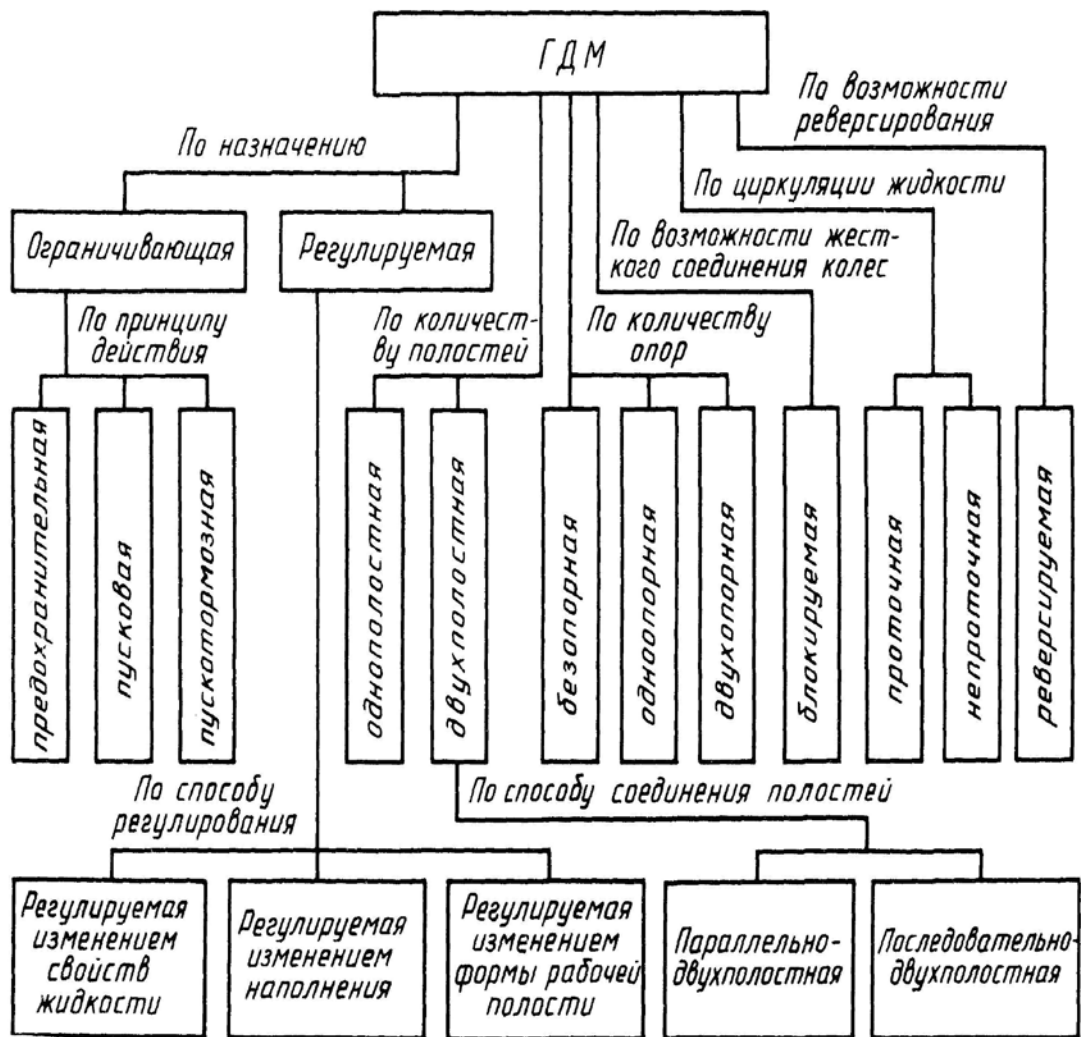 ГДМ
По возможности
реверсирования
По назначению
По циркуляции жидкости
Ограничивающая
Регулируемая
По возможности жест-
кого соединения колес
По принципу
действия
По количест-
ву полостей
По количеству
опор
предохранительная
пусковая
пускотормозная
однополостная
двухполостная
безопорная
одноопорная
двухопорная
блокируемая
проточная
непроточная
реверсируемая
По способу
регулирования
По способу соединения полостей
Регулируемая
изменением
свойств
жидкости
Регулируемая
изменением
наполнения
Регулируемая
изменением
формы рабочей
полости
Параллельно-
двухполостная
Последовательно-
двухполостная